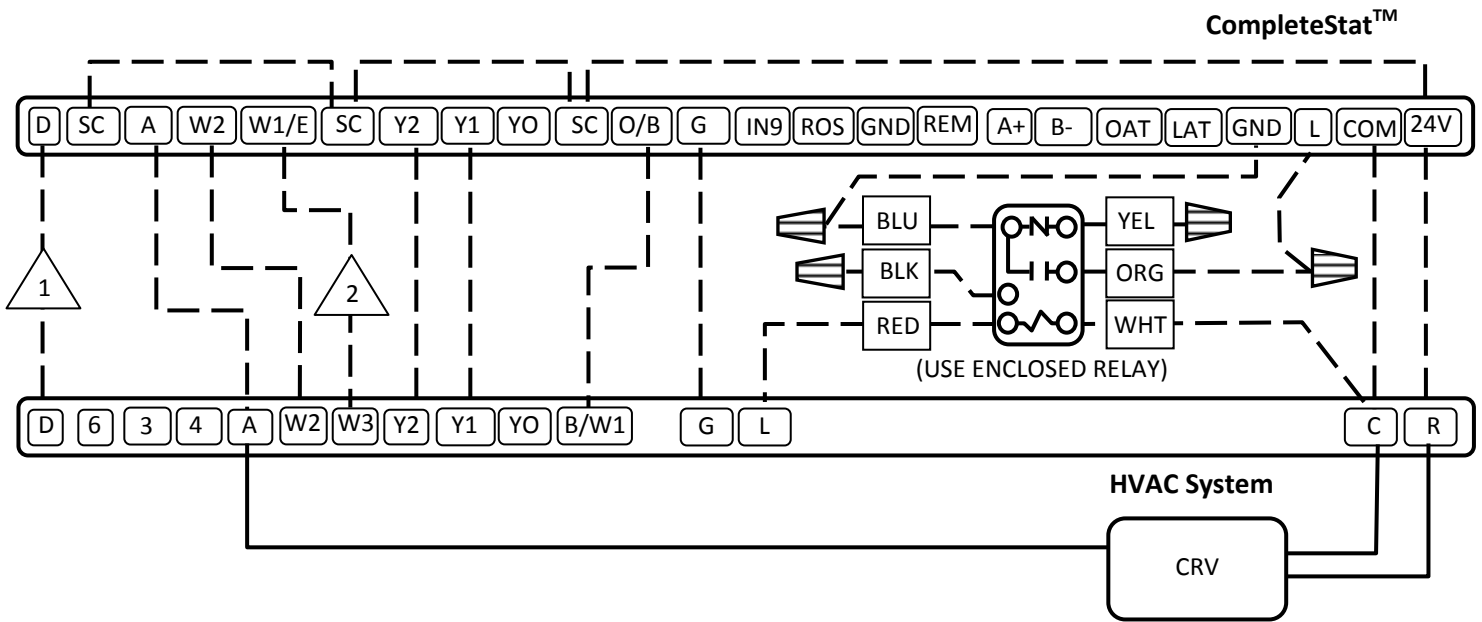 CompleteStat™
D SC A W2 W1/E SC Y2 Y1 YO SC O/B G IN9 ROS GND REM A+ B- OAT LAT GND L COM 24V
BLU YEL
1 2 BLK ORG
RED WHT
(USE ENCLOSED RELAY)
D 6 3 4 A W2 W3 Y2 Y1 YO B/W1 G L C R
HVAC System
CRV